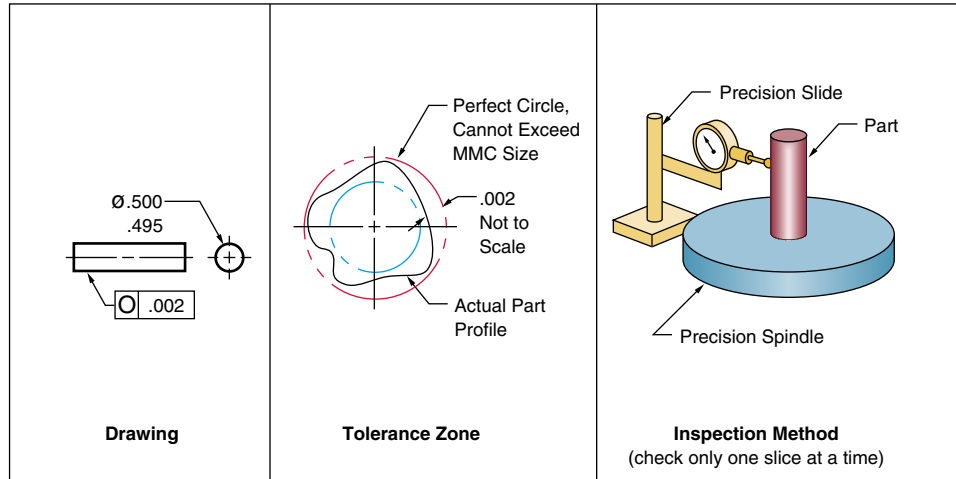 Ø.500
.495
O .002
Drawing
Perfect Circle,
Cannot Exceed
MMC Size
.002
Not to
Scale
Actual Part
Profile
Tolerance Zone
Precision Slide
Part
Precision Spindle
Inspection Method
(check only one slice at a time)